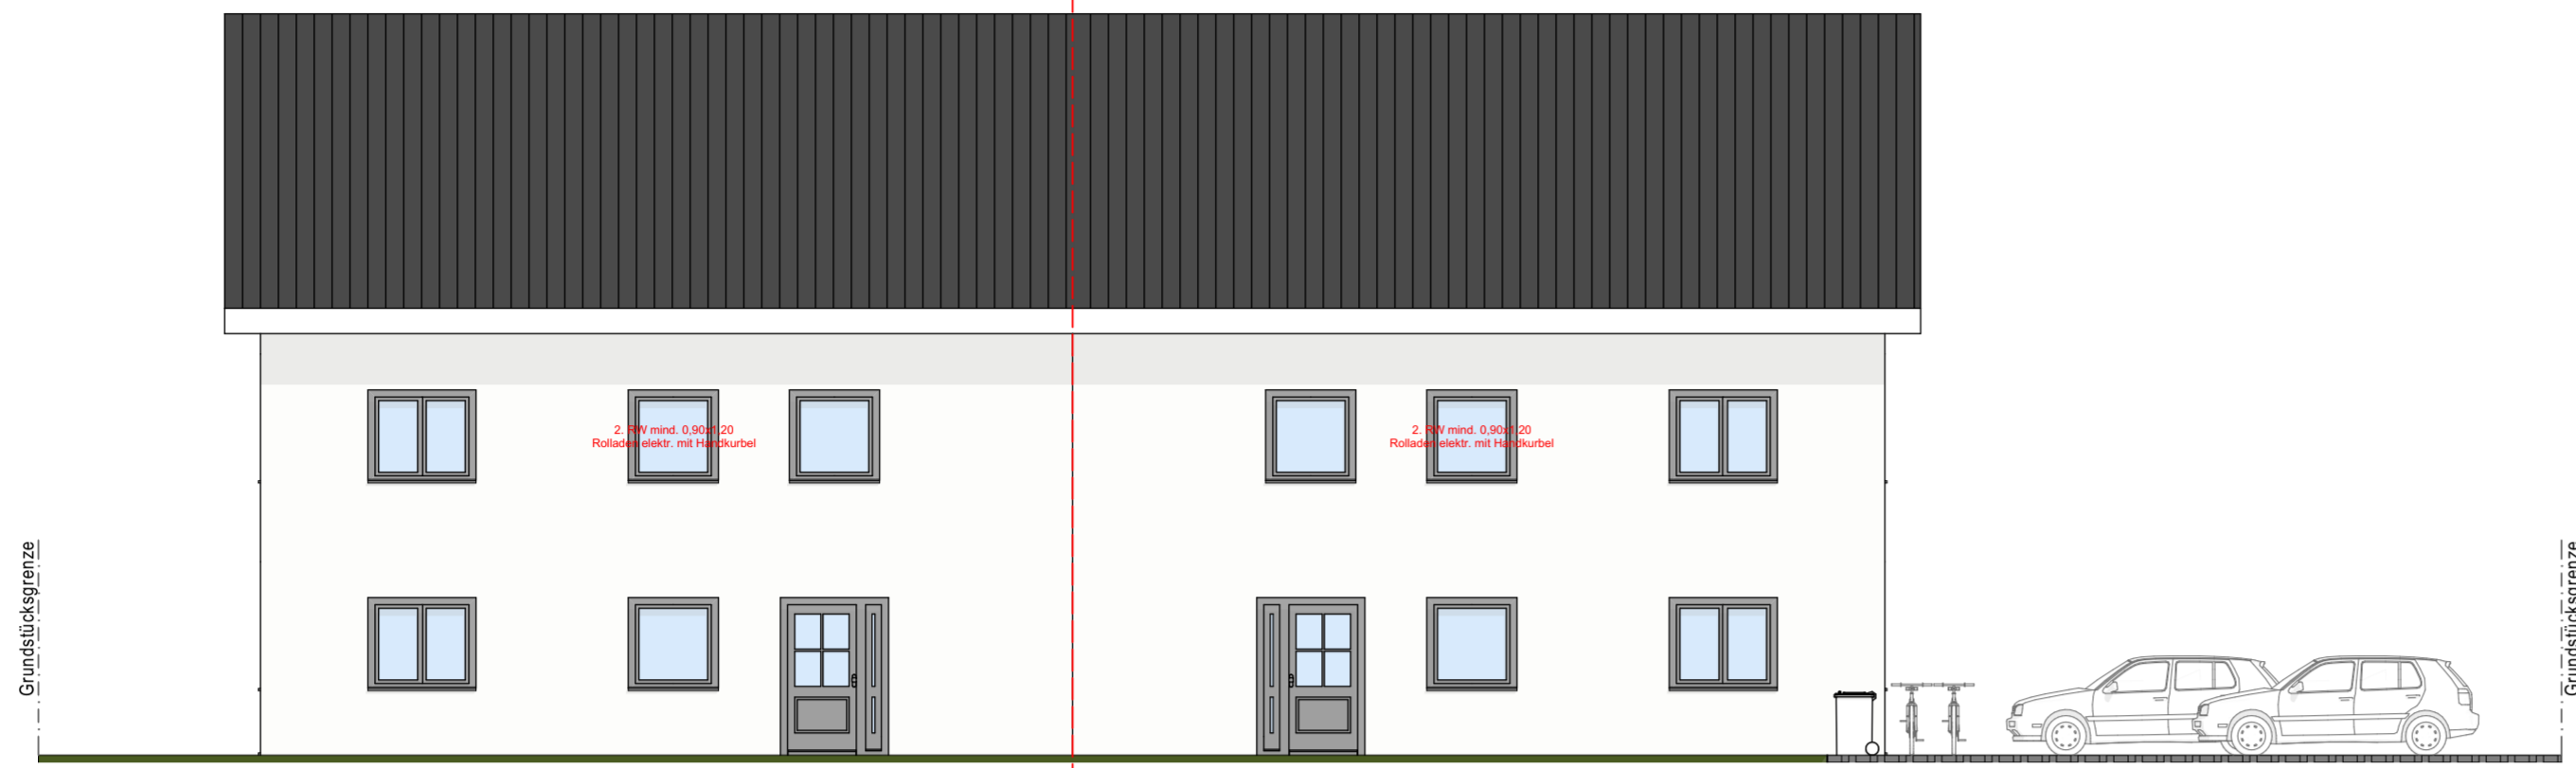 2. RW mind. 0,90x1,20
Rolladen elektr. mit Handkurbel
2. RW mind. 0,90x1,20
Rolladen elektr. mit Handkurbel
Grundstücksgrenze
Grundstücksgrenze